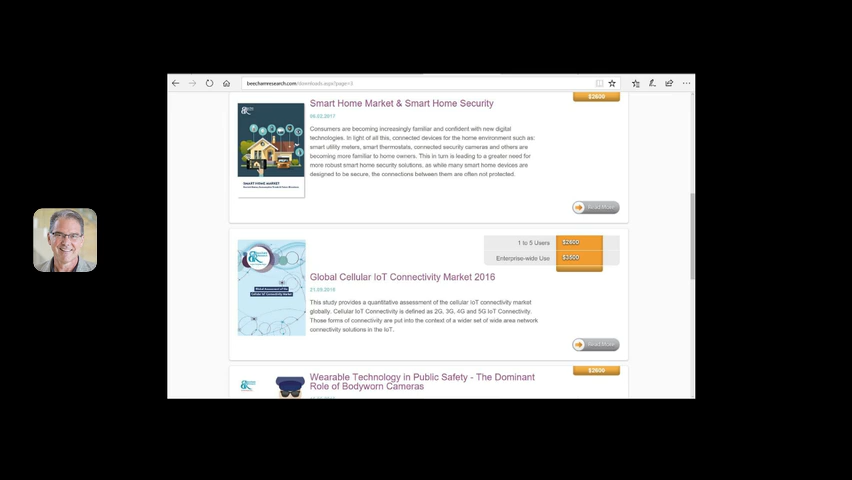 beechamresearch.com/downloads.aspx?page=2
Smart Home Market & Smart Home Security
$2600
Consumers are becoming increasingly familiar and confident with new digital
technologies. In light of all this, connected devices for the home environment such as:
smart utility meters, smart thermostats, connected security cameras and others are
becoming more familiar to home owners. This in turn is leading to a greater need for
more robust smart home security solutions, as while many smart home devices are
designed to be secure, the connections between them are often not protected.
SMART HOME MARKET
Read More
1 to 5 Users $2600
Enterprise-wide Use $3500
Global Cellular IoT Connectivity Market 2016
This study provides a quantitative assessment of the cellular IoT connectivity market
globally. Cellular IoT Connectivity is defined as 2G, 3G, 4G and 5G IoT Connectivity.
Those forms of connectivity are put into the context of a wider set of wide area network
connectivity solutions in the IoT.
Read More
Wearable Technology in Public Safety - The Dominant
Role of Bodyworn Cameras
$2600